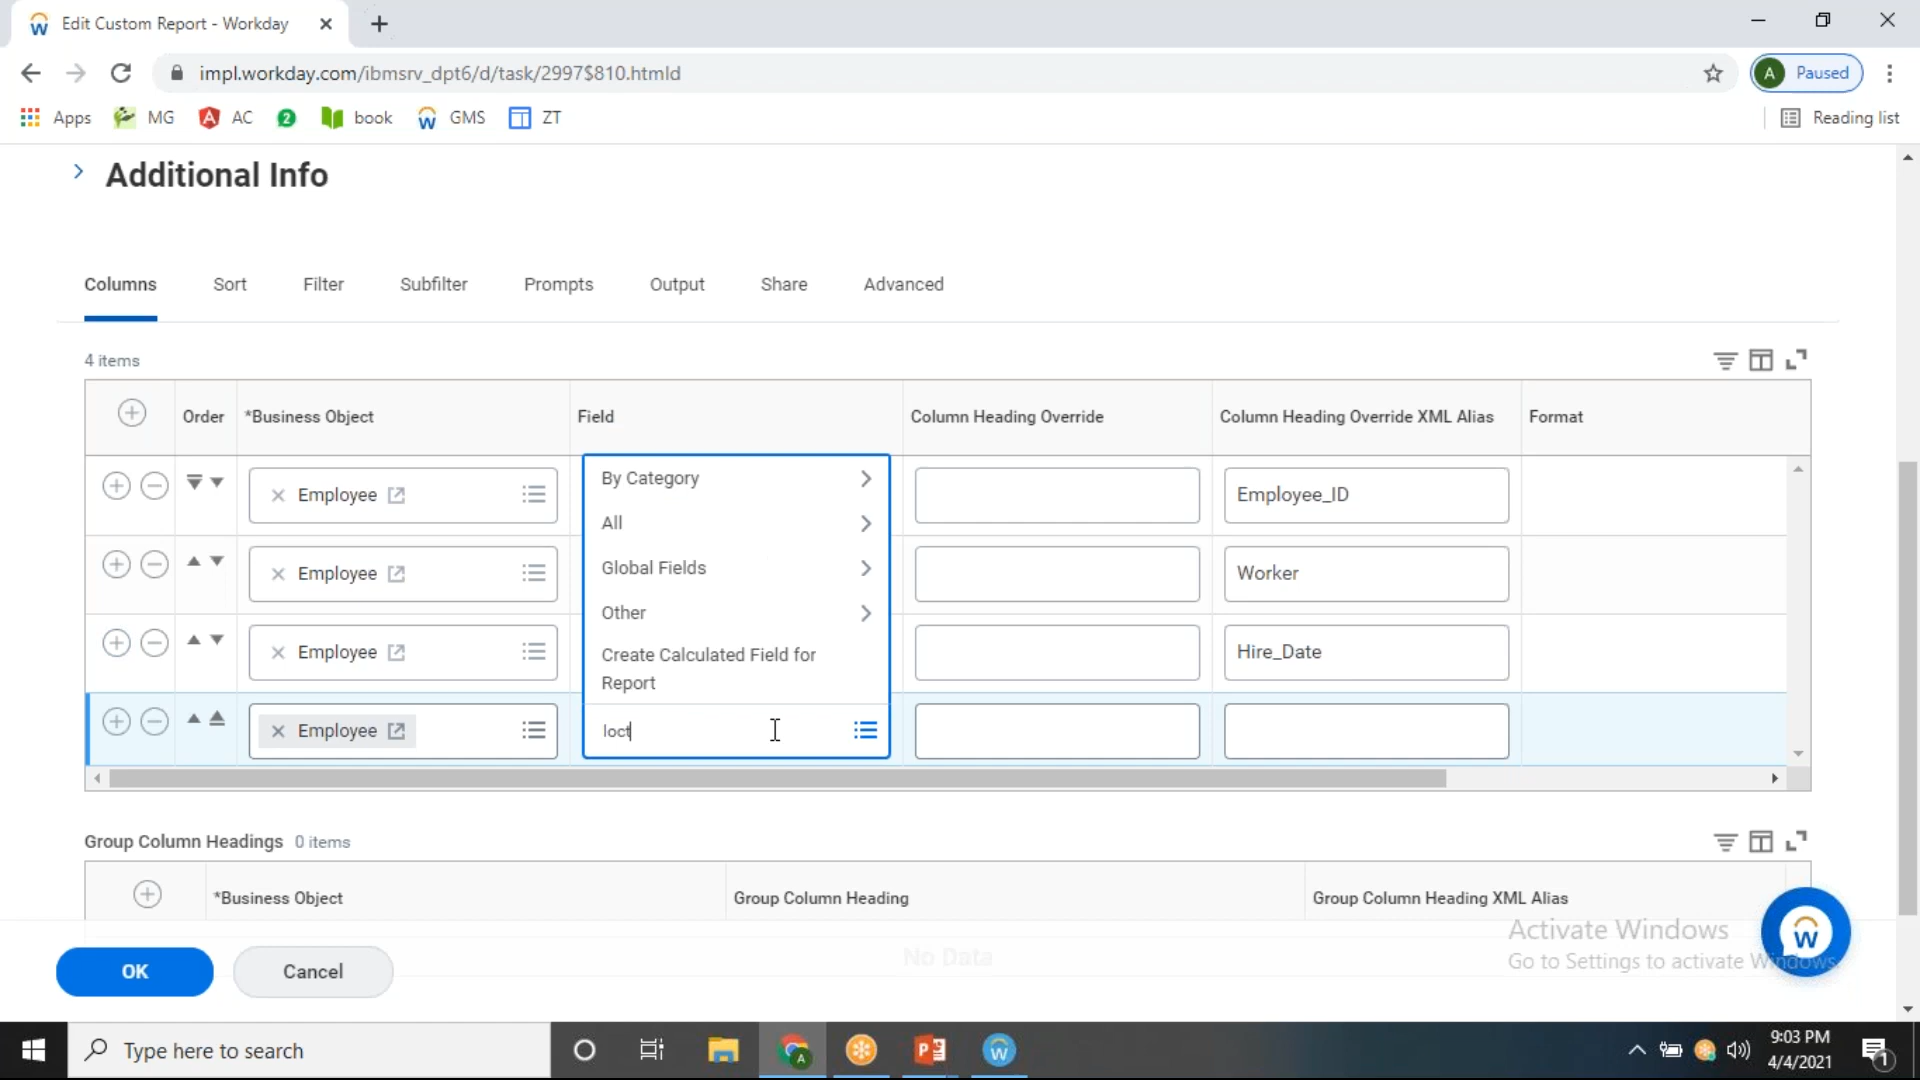 Edit Custom Report - Workday
impl.workday.com/ibmsrv_dpt6/d/task/2997$810.htmld
A Paused
Apps MG AC 2 book GMS ZT Reading list
Additional Info
Columns Sort Filter Subfilter Prompts Output Share Advanced
4 items
Order *Business Object Field Column Heading Override Column Heading Override XML Alias Format
Employee By Category Employee_ID
All
Employee Global Fields Worker
Other
Employee Create Calculated Field for Hire_Date
Report
Employee loct
Group Column Headings 0 items
*Business Object Group Column Heading Group Column Heading XML Alias
No Data
Activate Windows
Go to Settings to activate Windows.
OK Cancel
Type here to search
9:03 PM
4/4/2021
1